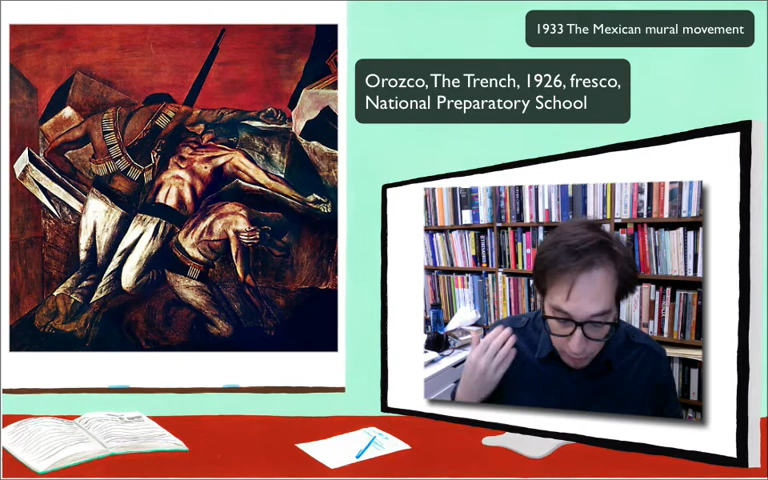 1933 The Mexican mural movement
Orozco, The Trench, 1926, fresco,
National Preparatory School